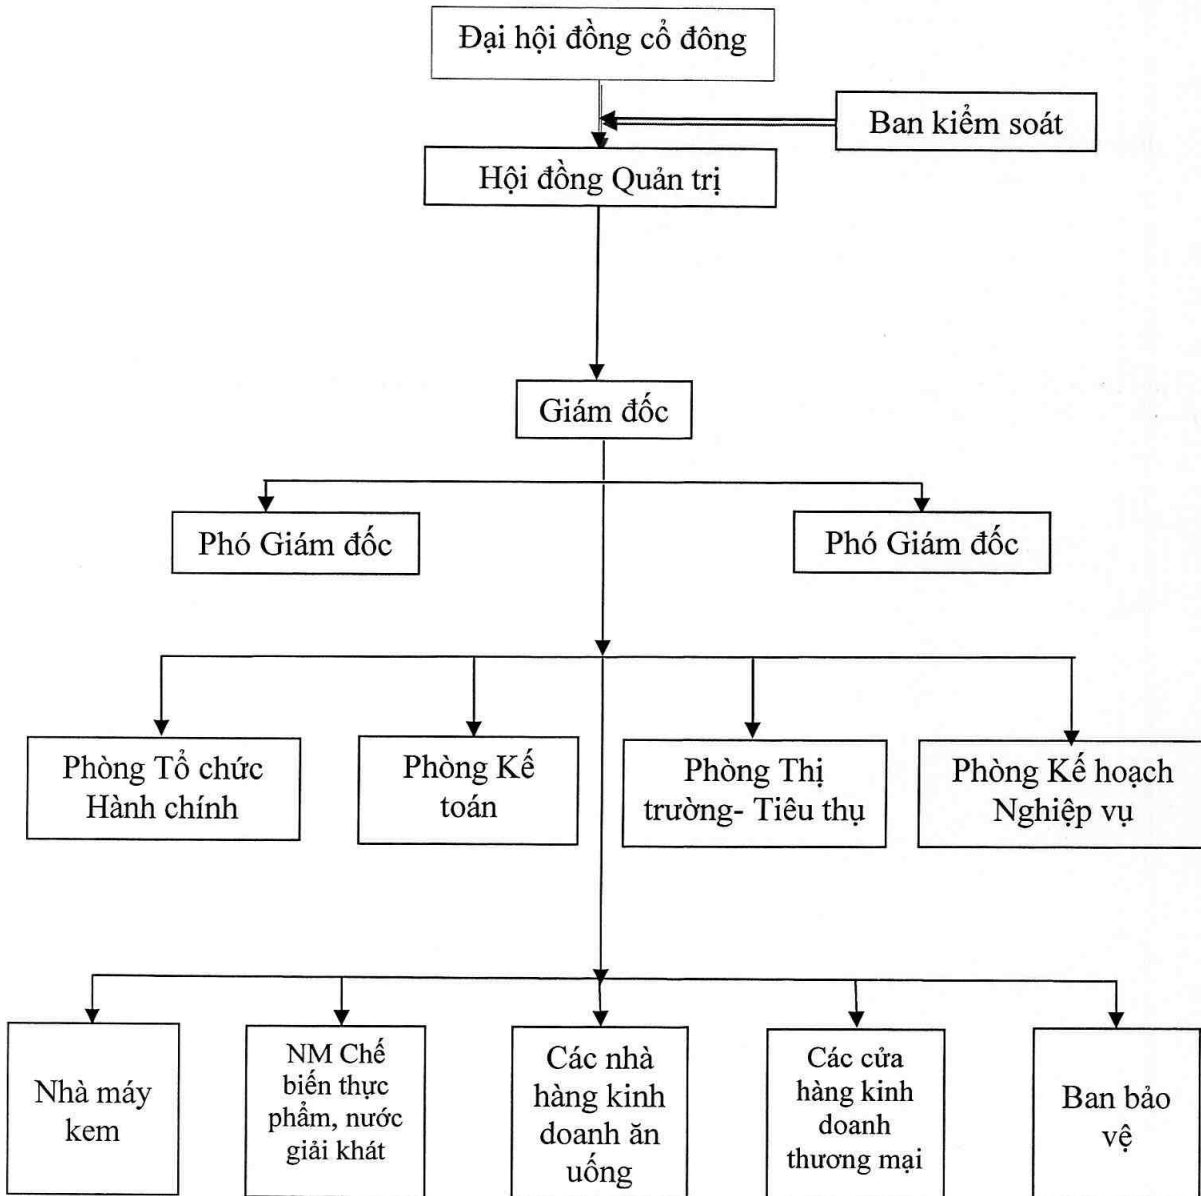 Đại hội đồng cổ đông
Ban kiểm soát
Hội đồng Quản trị
Giám đốc
Phó Giám đốc
Phó Giám đốc
Phòng Tổ chức
Hành chính
Phòng Kế
toán
Phòng Thị
trường- Tiêu thụ
Phòng Kế hoạch
Nghiệp vụ
Nhà máy
kem
NM Chế
biến thực
phẩm, nước
giải khát
Các nhà
hàng kinh
doanh ăn
uống
Các cửa
hàng kinh
doanh
thương mại
Ban bảo
vệ